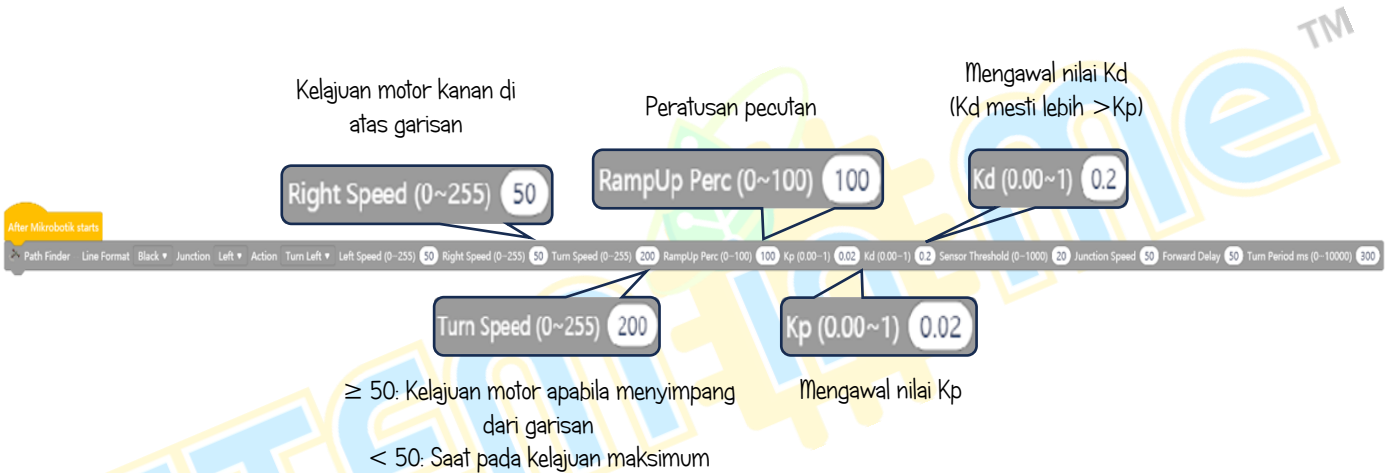 TM
Kelajuan motor kanan di
atas garisan
Peratusan pecutan
Mengawal nilai Kd
(Kd mesti lebih >Kp)
Right Speed (0~255) 50
RampUp Perc (0~100) 100
Kd (0.00~1) 0.2
After Mikrobotik starts
Path Finder Line Format Black ▾ Junction Left ▾ Action Turn Left ▾ Left Speed (0~255) 50 Right Speed (0~255) 50 Turn Speed (0~255) 200 RampUp Perc (0~100) 100 Kp (0.00~1) 0.02 Kd (0.00~1) 0.2 Sensor Threshold (0~1000) 20 Junction Speed 50 Forward Delay 50 Turn Period ms (0~10000) 300
Turn Speed (0~255) 200
Kp (0.00~1) 0.02
≥ 50: Kelajuan motor apabila menyimpang
dari garisan
< 50: Saat pada kelajuan maksimum
Mengawal nilai Kp